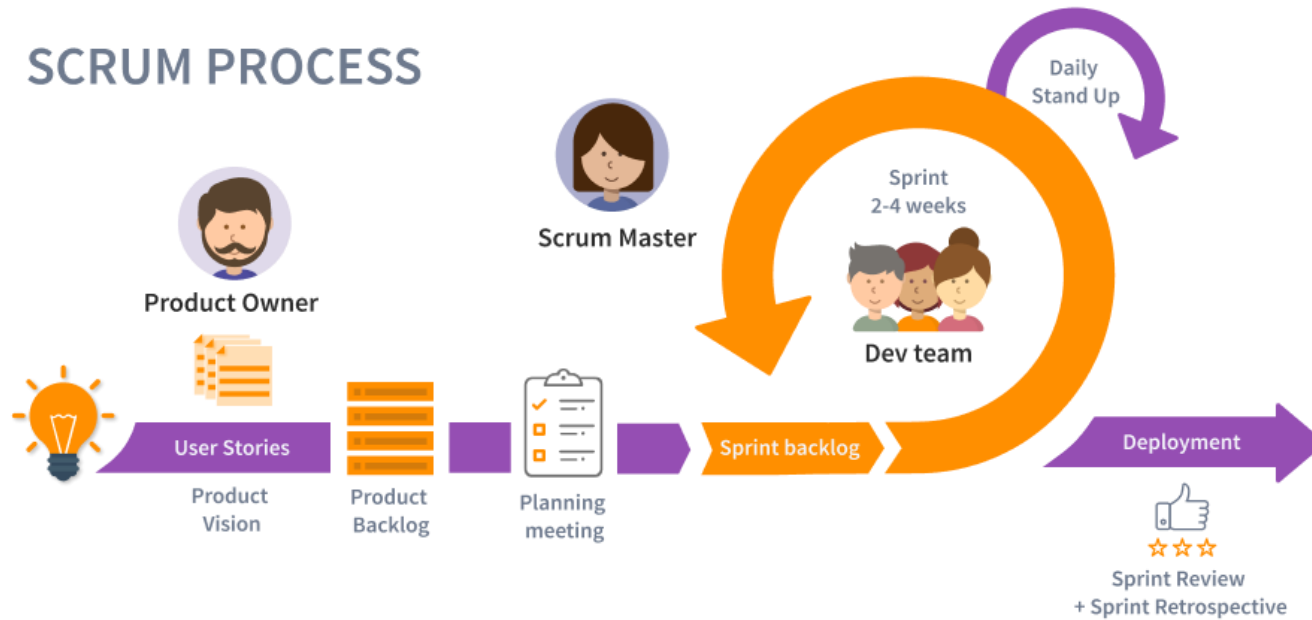 SCRUM PROCESS
Daily
Stand Up
Sprint
2-4 weeks
Scrum Master
Product Owner
Dev team
User Stories
Sprint backlog
Deployment
Product
Vision
Product
Backlog
Planning
meeting
Sprint Review
+ Sprint Retrospective